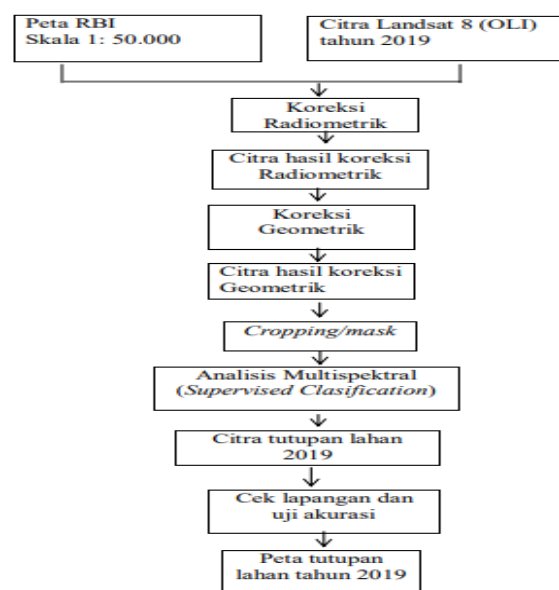 Peta RBI
Skala 1: 50.000
Citra Landsat 8 (OLI)
tahun 2019
Koreksi
Radiometrik
Citra hasil koreksi
Radiometrik
Koreksi
Geometrik
Citra hasil koreksi
Geometrik
Cropping/mask
Analisis Multispektral
(Supervised Clasification)
Citra tutupan lahan
2019
Cek lapangan dan
uji akurasi
Peta tutupan
lahan tahun 2019